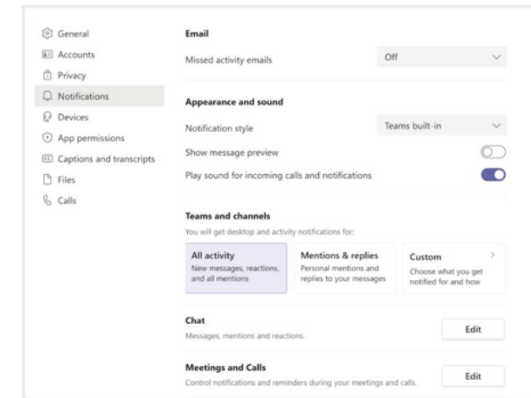 General
Accounts
Privacy
Notifications
Devices
App permissions
Captions and transcripts
Files
Calls
Email
Missed activity emails
Off
Appearance and sound
Notification style
Teams built-in
Show message preview
Play sound for incoming calls and notifications
Teams and channels
You will get desktop and activity notifications for:
All activity
New messages, reactions,
and all mentions
Mentions & replies
Personal mentions and
replies to your messages
Custom
Choose what you get
notified for and how
Chat
Messages, mentions and reactions.
Edit
Meetings and Calls
Control notifications and reminders during your meetings and calls.
Edit